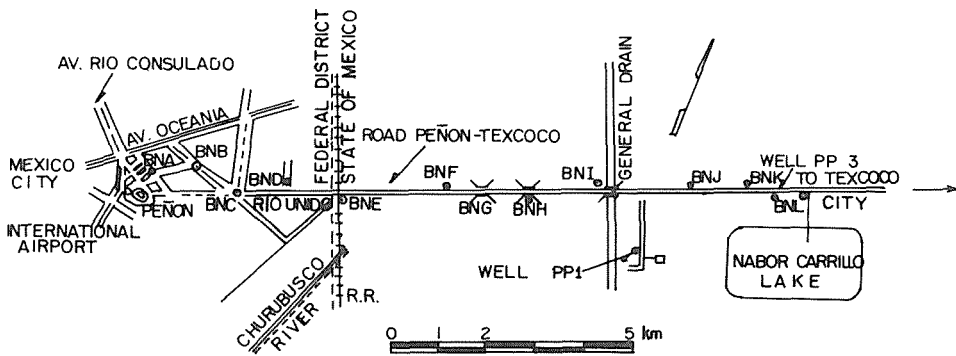 AV. RIO CONSULADO
AV. OCEANIA
MEXICO
CITY
BNA
BNB
PEÑON
INTERNATIONAL
AIRPORT
BNC
BND
RIO UNIDO
FEDERAL DISTRICT
STATE OF MEXICO
BNE
CHURUBUSCO
RIVER
R.R.
ROAD PEÑON-TEXCOCO
BNF
BNG
BNH
BNI
GENERAL DRAIN
WELL PP1
BNJ
BNK
WELL PP 3
TO TEXCOCO
CITY
BNL
NABOR CARRILLO
LAKE
0 1 2 5 km